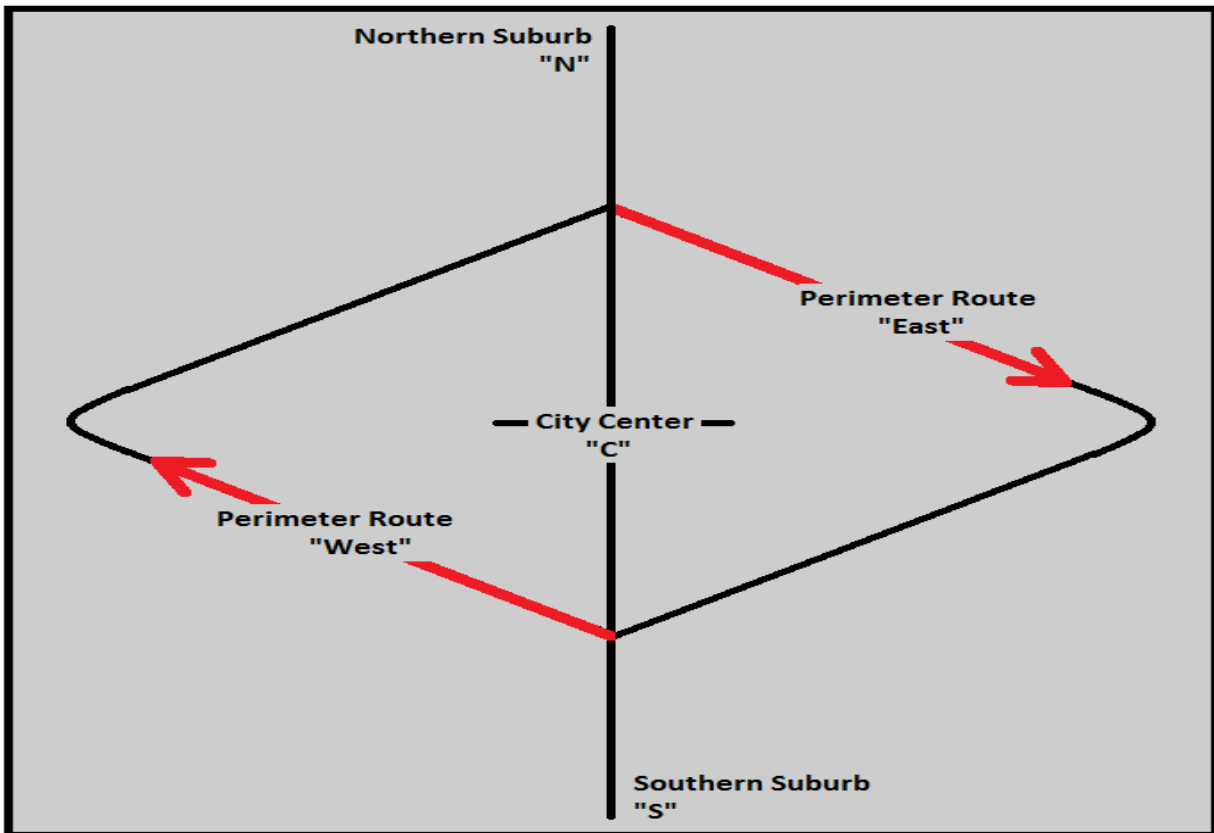 Northern Suburb
"N"
Perimeter Route
"East"
City Center
"C"
Perimeter Route
"West"
Southern Suburb
"S"